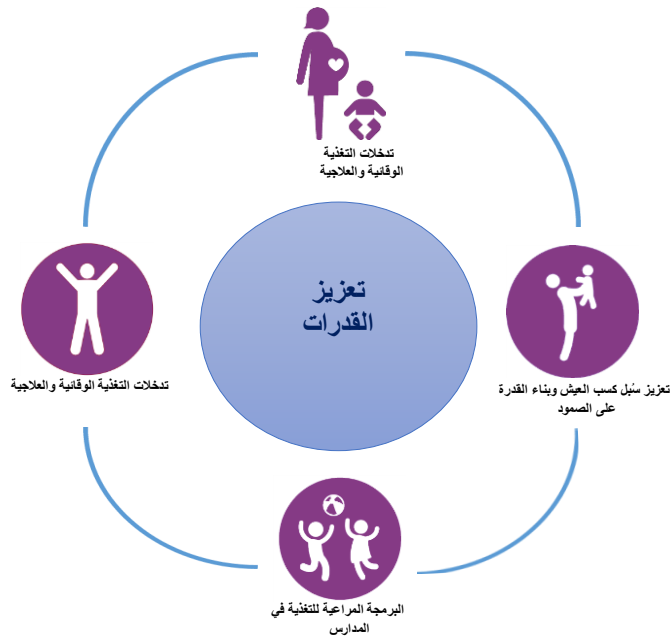 تدخلات التغذية
الوقائية والعلاجية
تعزيز
القدرات
تعزيز سُبل كسب العيش وبناء القدرة
على الصمود
تدخلات التغذية الوقائية والعلاجية
البرمجة المراعية للتغذية في
المدارس